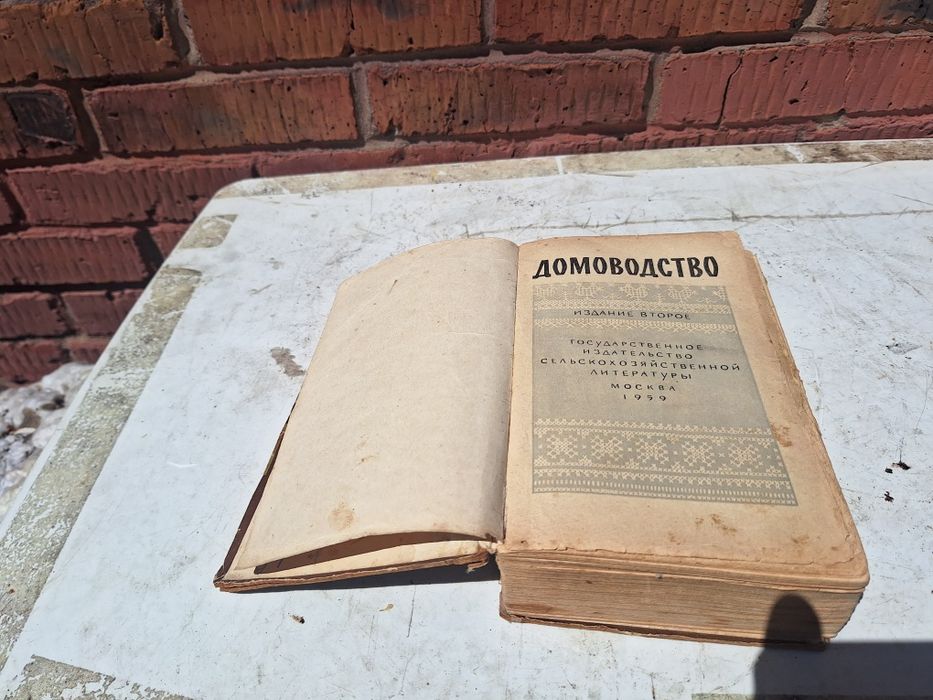 ДОМОВОДСТВО
ИЗДАНИЕ ВТОРОЕ
ГОСУДАРСТВЕННОЕ
ИЗДАТЕЛЬСТВО
СЕЛЬСКОХОЗЯЙСТВЕННОЙ
ЛИТЕРАТУРЫ
МОСКВА
1959